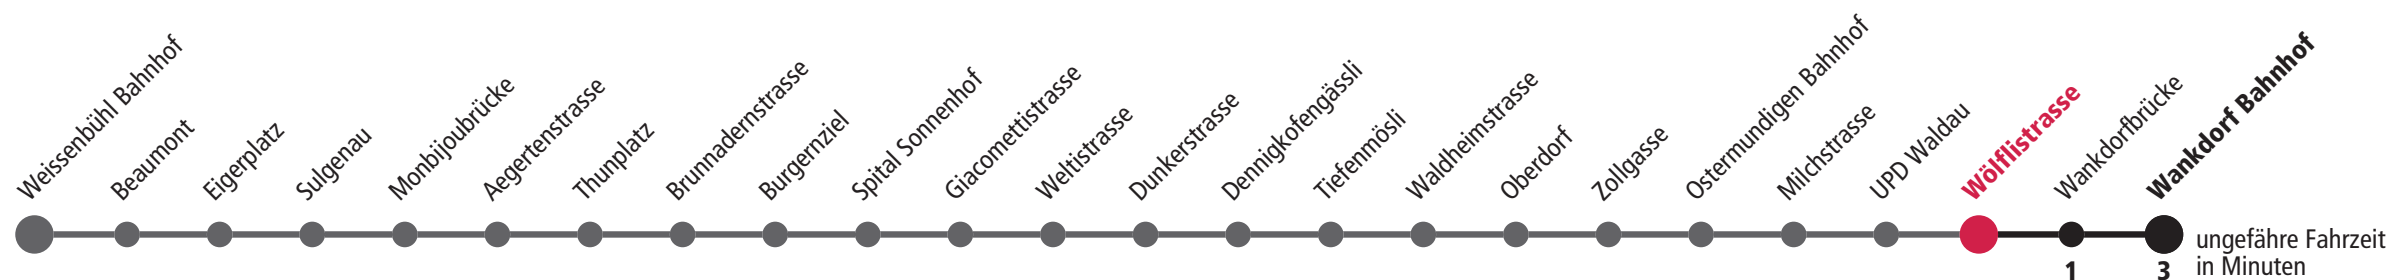 Weissenbühl Bahnhof
Beaumont
Eigerplatz
Sulgenau
Monbijoubrücke
Aegertenstrasse
Thunplatz
Brunnadernstrasse
Burgernziel
Spital Sonnenhof
Giacomettistrasse
Weltistrasse
Dunkerstrasse
Dennigkofengässli
Tiefenmösli
Waldheimstrasse
Oberdorf
Zollgasse
Ostermundigen Bahnhof
Milchstrasse
UPD Waldau
Wölflistrasse
Wankdorfbrücke
Wankdorf Bahnhof
1
3
ungefähre Fahrzeit
in Minuten